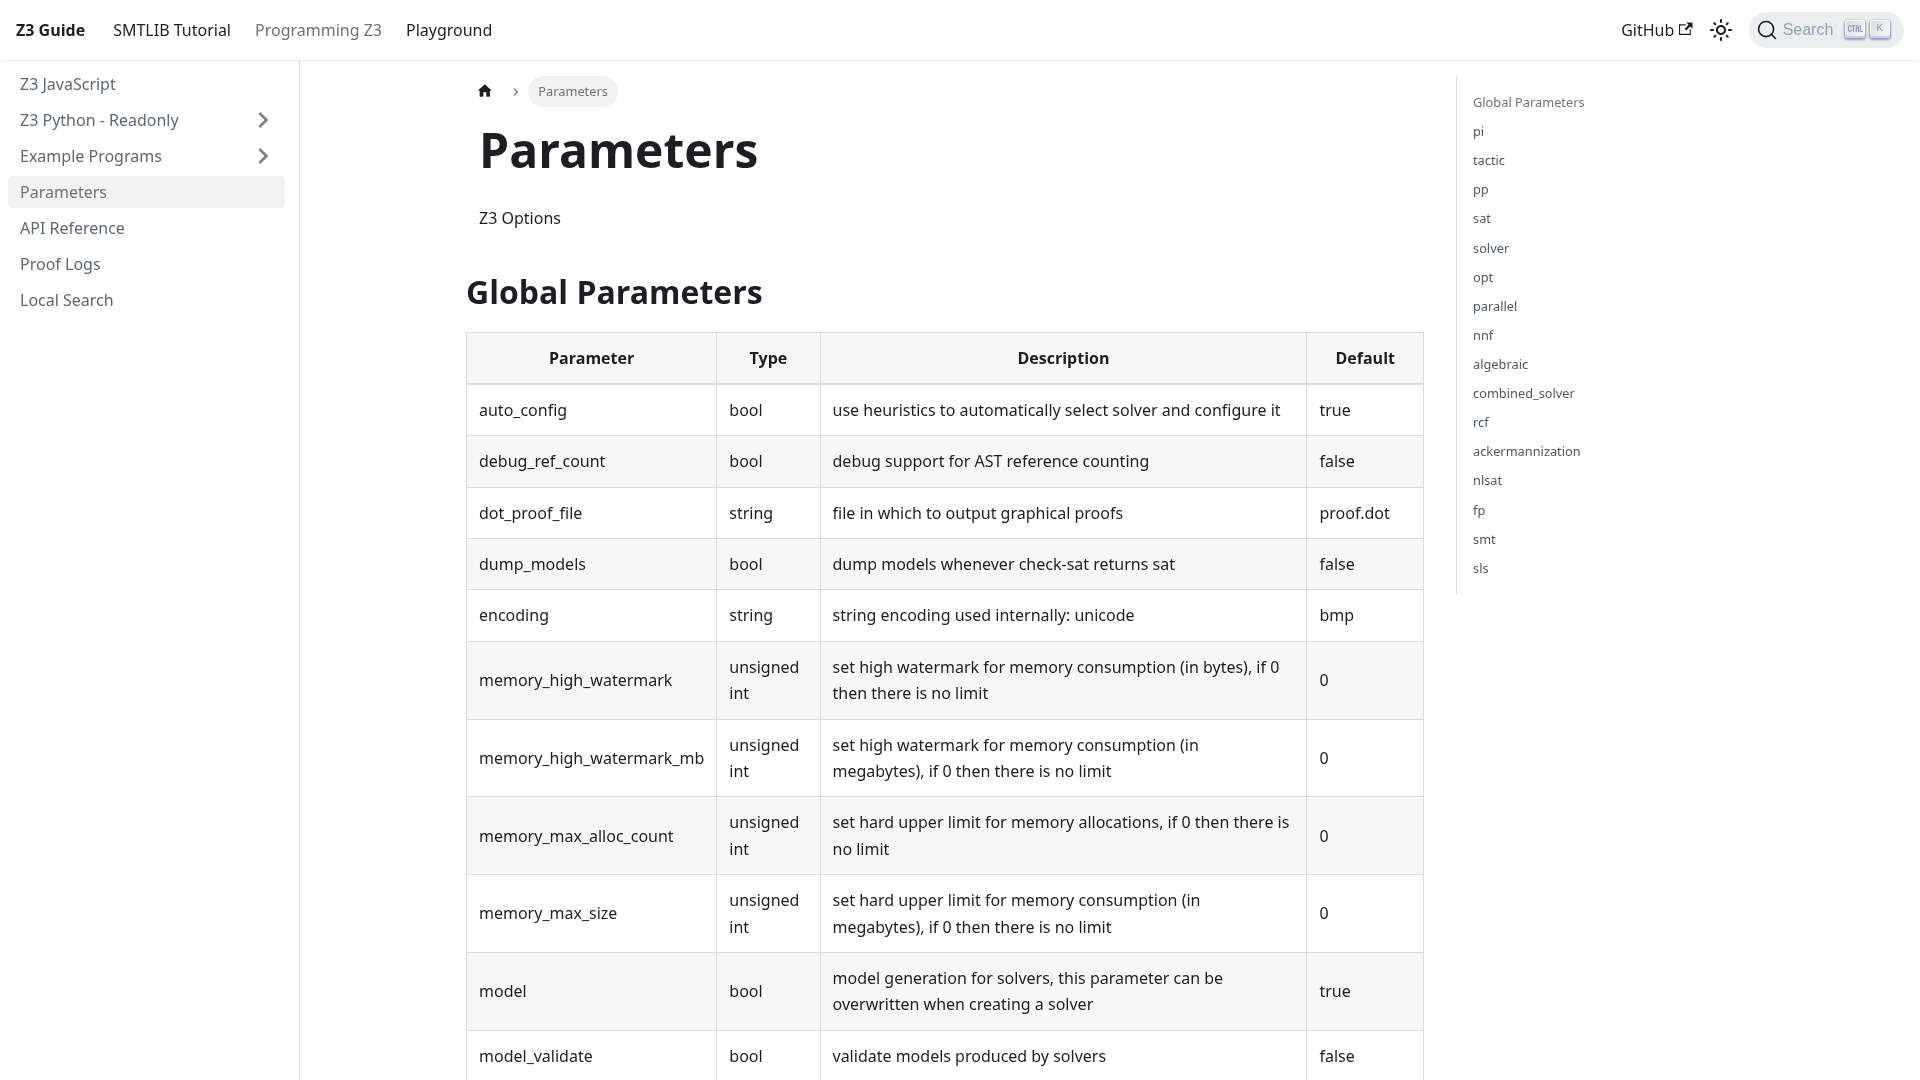 Z3 Guide SMTLIB Tutorial Programming Z3 Playground GitHub Search CTRL K
Z3 JavaScript
Z3 Python - Readonly
Example Programs
Parameters
API Reference
Proof Logs
Local Search
Parameters
Parameters
Z3 Options
Global Parameters
Parameter Type Description Default
auto_config bool use heuristics to automatically select solver and configure it true
debug_ref_count bool debug support for AST reference counting false
dot_proof_file string file in which to output graphical proofs proof.dot
dump_models bool dump models whenever check-sat returns sat false
encoding string string encoding used internally: unicode bmp
memory_high_watermark unsigned int set high watermark for memory consumption (in bytes), if 0
then there is no limit 0
memory_high_watermark_mb unsigned int set high watermark for memory consumption (in
megabytes), if 0 then there is no limit 0
memory_max_alloc_count unsigned int set hard upper limit for memory allocations, if 0 then there is
no limit 0
memory_max_size unsigned int set hard upper limit for memory consumption (in
megabytes), if 0 then there is no limit 0
model bool model generation for solvers, this parameter can be
overwritten when creating a solver true
model_validate bool validate models produced by solvers false
Global Parameters
pi
tactic
pp
sat
solver
opt
parallel
nnf
algebraic
combined_solver
rcf
ackermannization
nlsat
fp
smt
sls